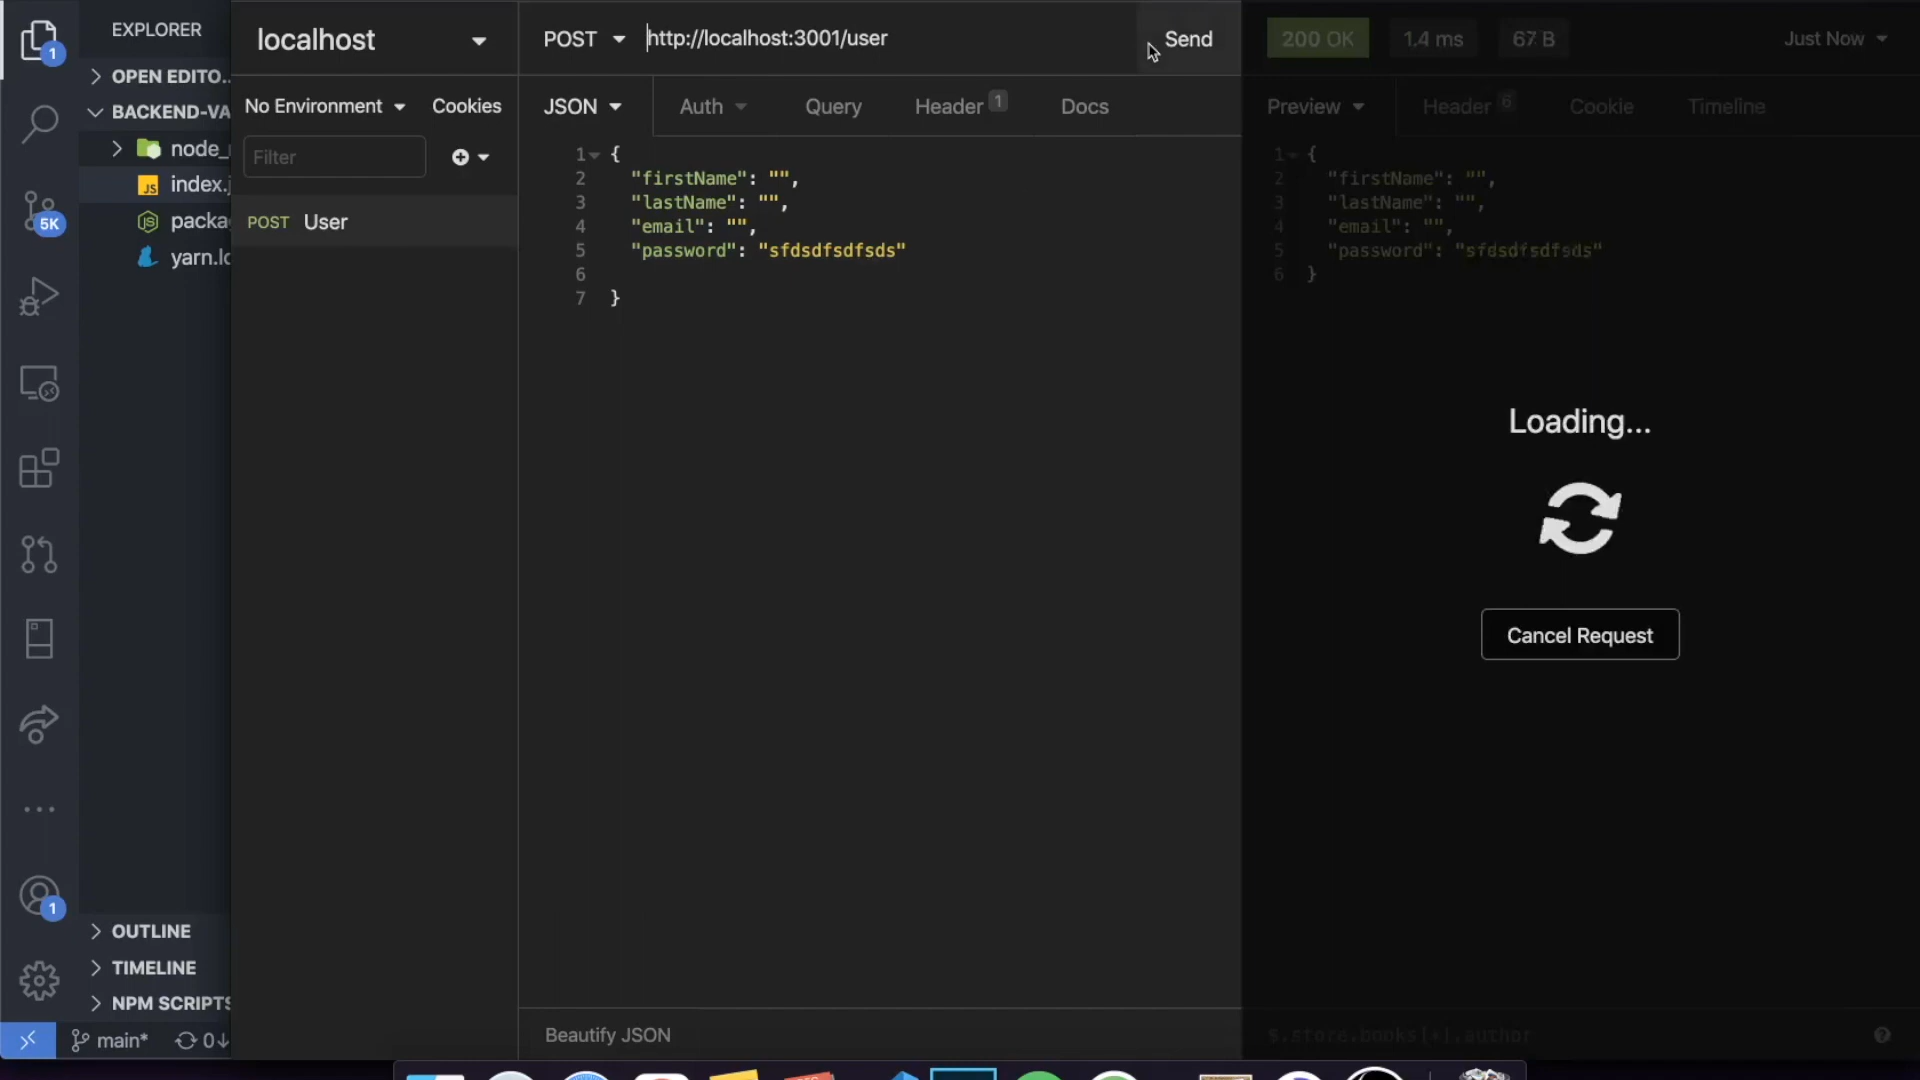 EXPLORER
OPEN EDITO...
BACKEND-VA
node_
index.j
packa
yarn.lo
1
5K
1
OUTLINE
TIMELINE
NPM SCRIPTS
main*
0↓
localhost
No Environment
Cookies
Filter
POST User
POST
http://localhost:3001/user
Send
JSON
Auth
Query
Header 1
Docs
1 {
2 "firstName": "",
3 "lastName": "",
4 "email": "",
5 "password": "sfdsdfsdfsds"
6
7 }
Beautify JSON
200 OK
1.4 ms
67 B
Just Now
Preview
Header 6
Cookie
Timeline
1 {
2 "firstName": "",
3 "lastName": "",
4 "email": "",
5 "password": "sfdsdfsdfsds"
6 }
Loading...
Cancel Request
$.store.books[*].author